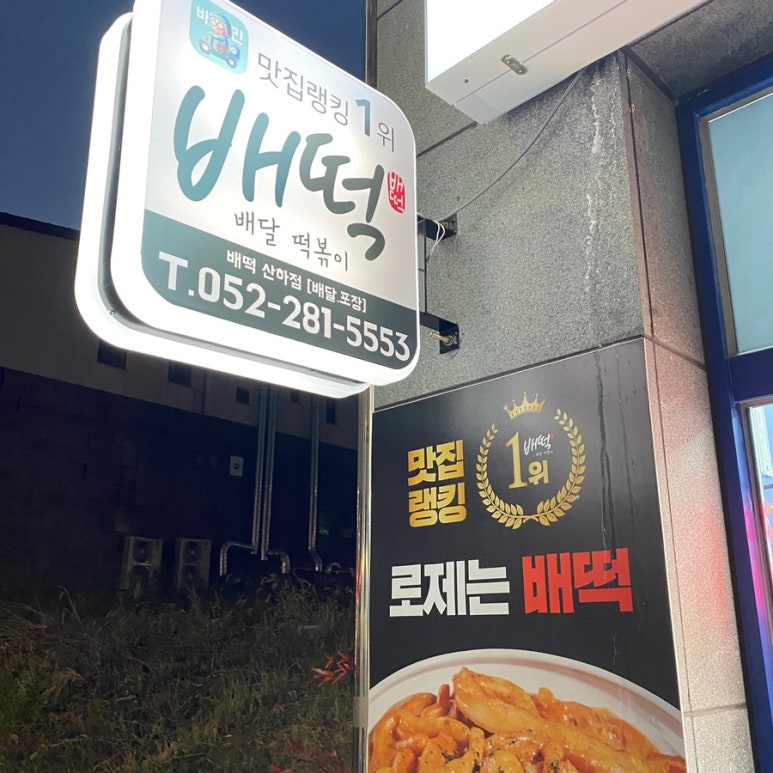 맛집랭킹 1위
배떡
배떡
배달 떡볶이
배떡 산하점 [배달.포장]
T.052-281-5553
맛집
랭킹
배떡
1위
로제는 배떡